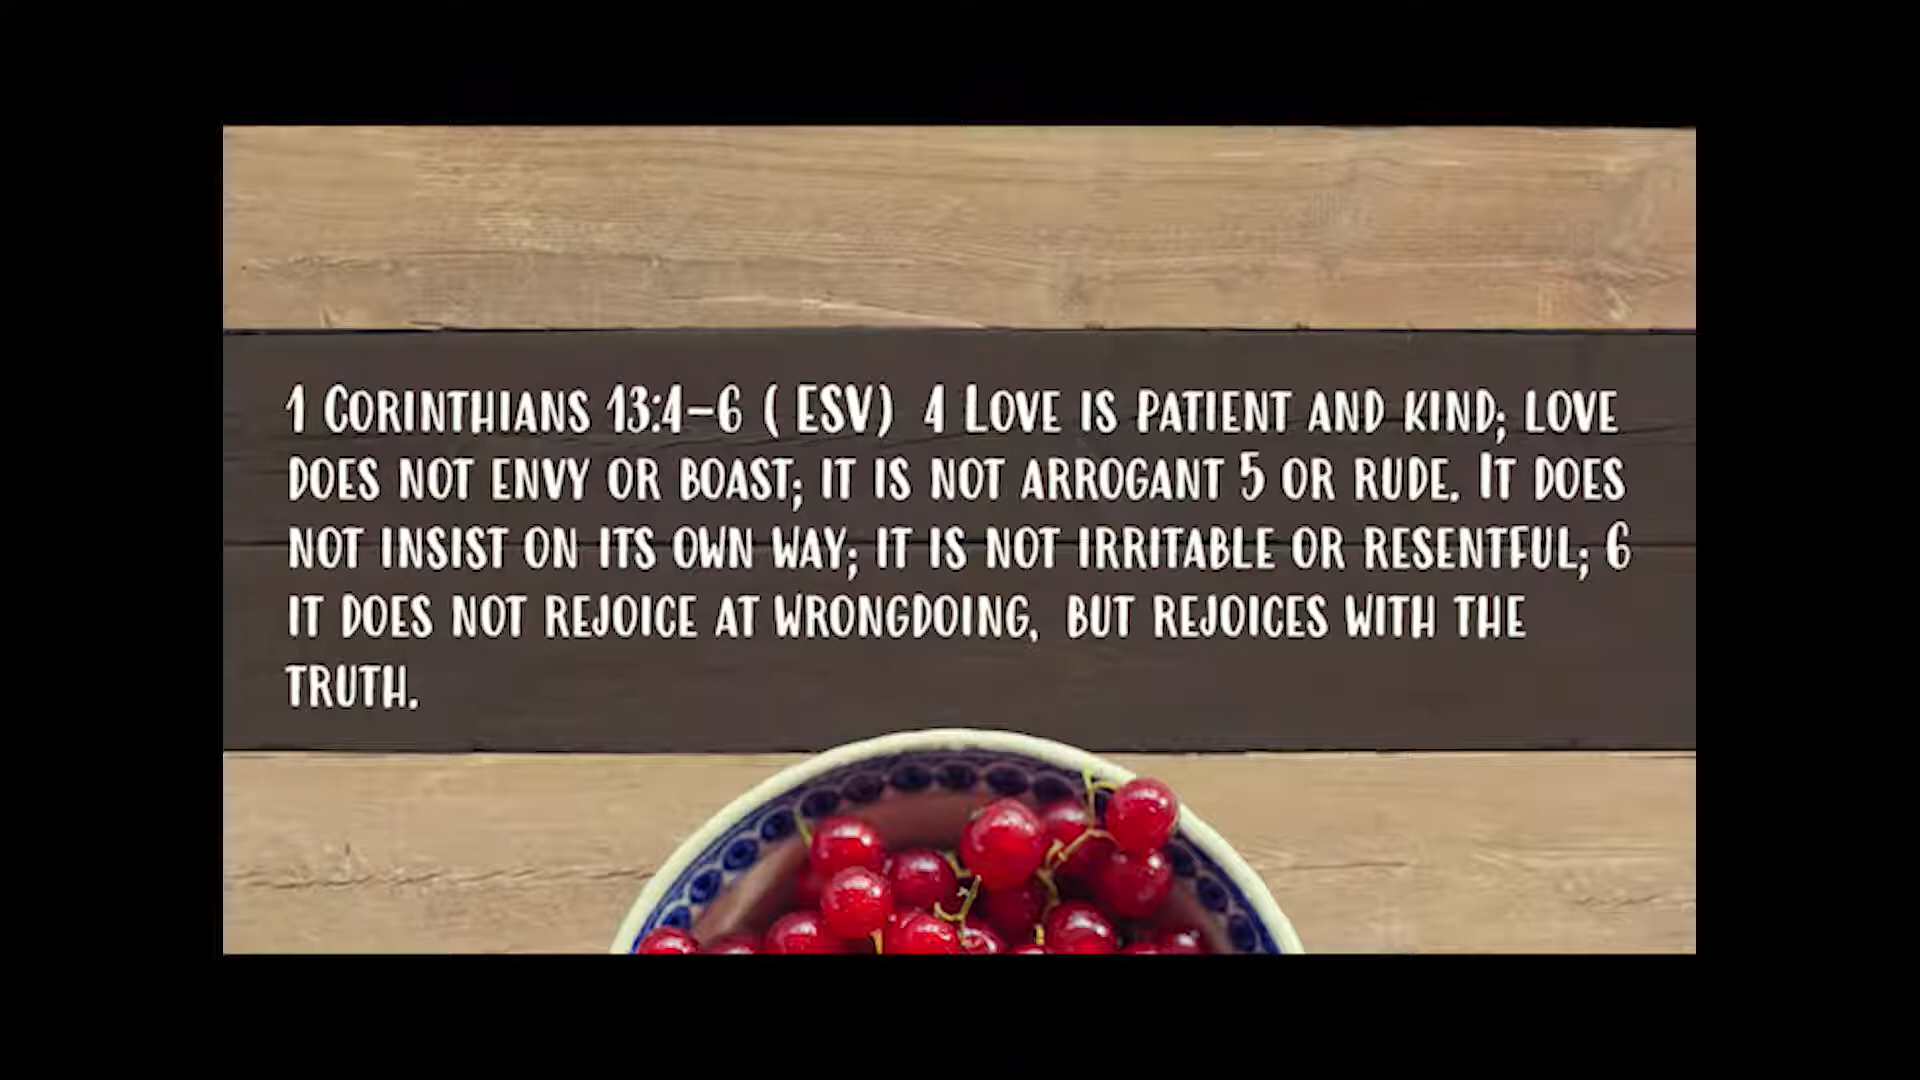 1 Corinthians 13:4–6 ( ESV) 4 Love is patient and kind; love
does not envy or boast; it is not arrogant 5 or rude. It does
not insist on its own way; it is not irritable or resentful; 6
it does not rejoice at wrongdoing, but rejoices with the
truth.